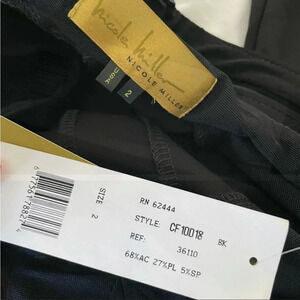 nicole miller
NICOLE MILLER
USA
2
RN 62444
STYLE: CF10018 BK
REF: 36110
68%AC 27%PL 5%SP
SIZE 2